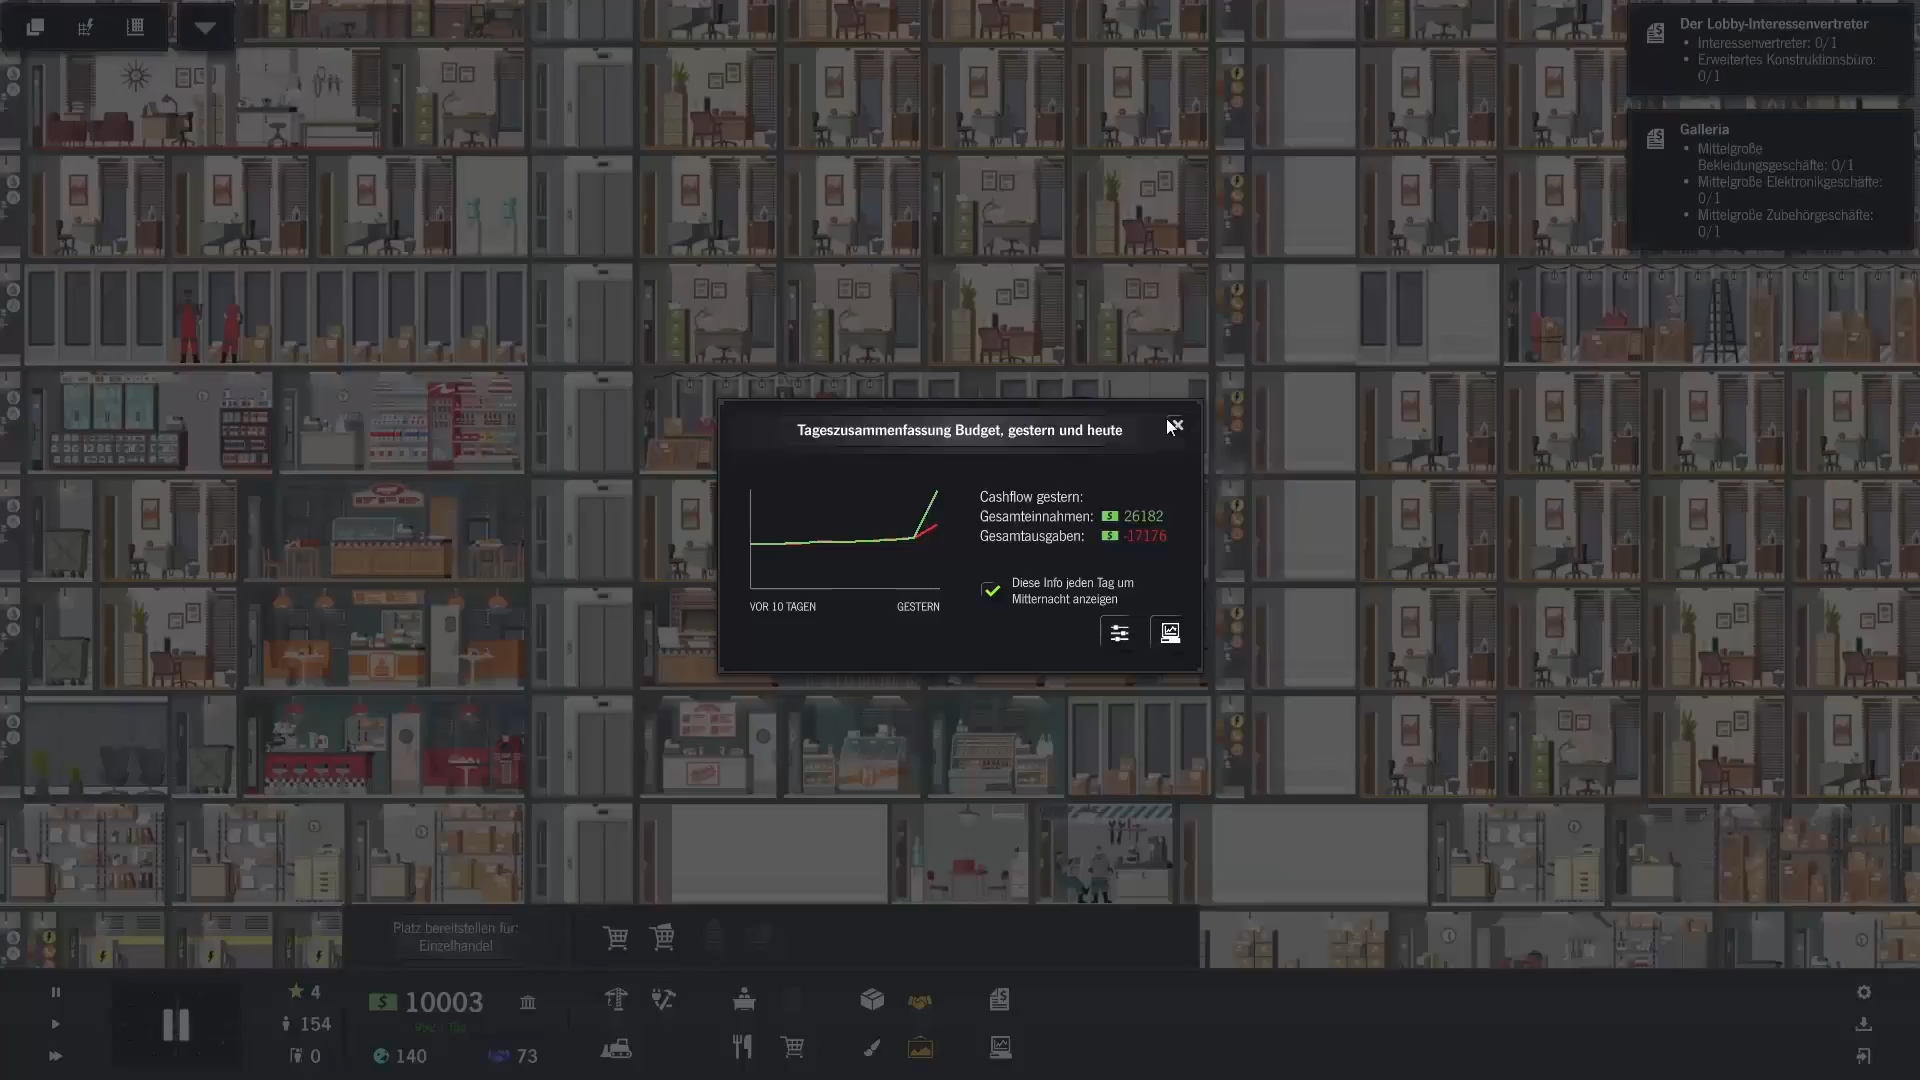 Der Lobby-Interessenvertreter
Interessenvertreter: 0/1
Erweitertes Konstruktionsbüro:
0/1
Galleria
Mittelgroße
Bekleidungsgeschäfte: 0/1
Mittelgroße Elektronikgeschäfte:
0/1
Mittelgroße Zubehörgeschäfte:
0/1
Tageszusammenfassung Budget, gestern und heute
Cashflow gestern:
Gesamteinnahmen: 26182
Gesamtausgaben: -17176
Diese Info jeden Tag um
Mitternacht anzeigen
VOR 10 TAGEN GESTERN
Platz bereitstellen für:
Einzelhandel
4
10003
154
0
140
73